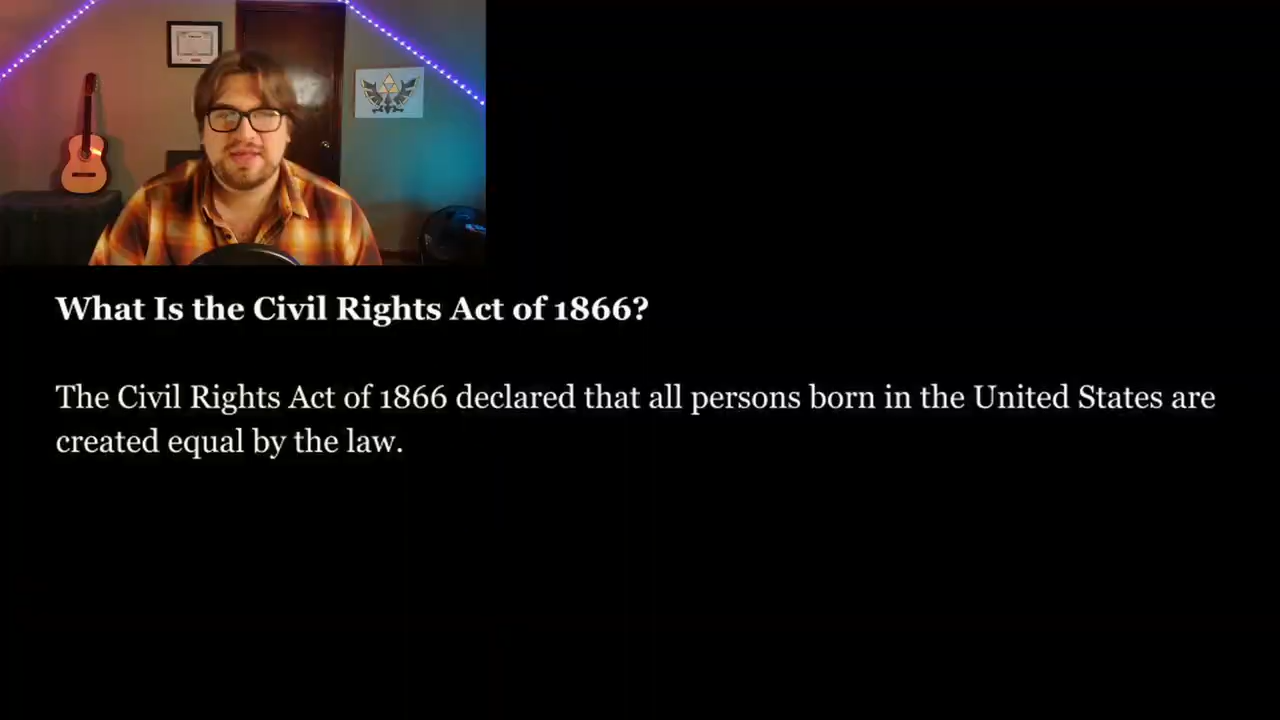 What Is the Civil Rights Act of 1866?
The Civil Rights Act of 1866 declared that all persons born in the United States are
created equal by the law.